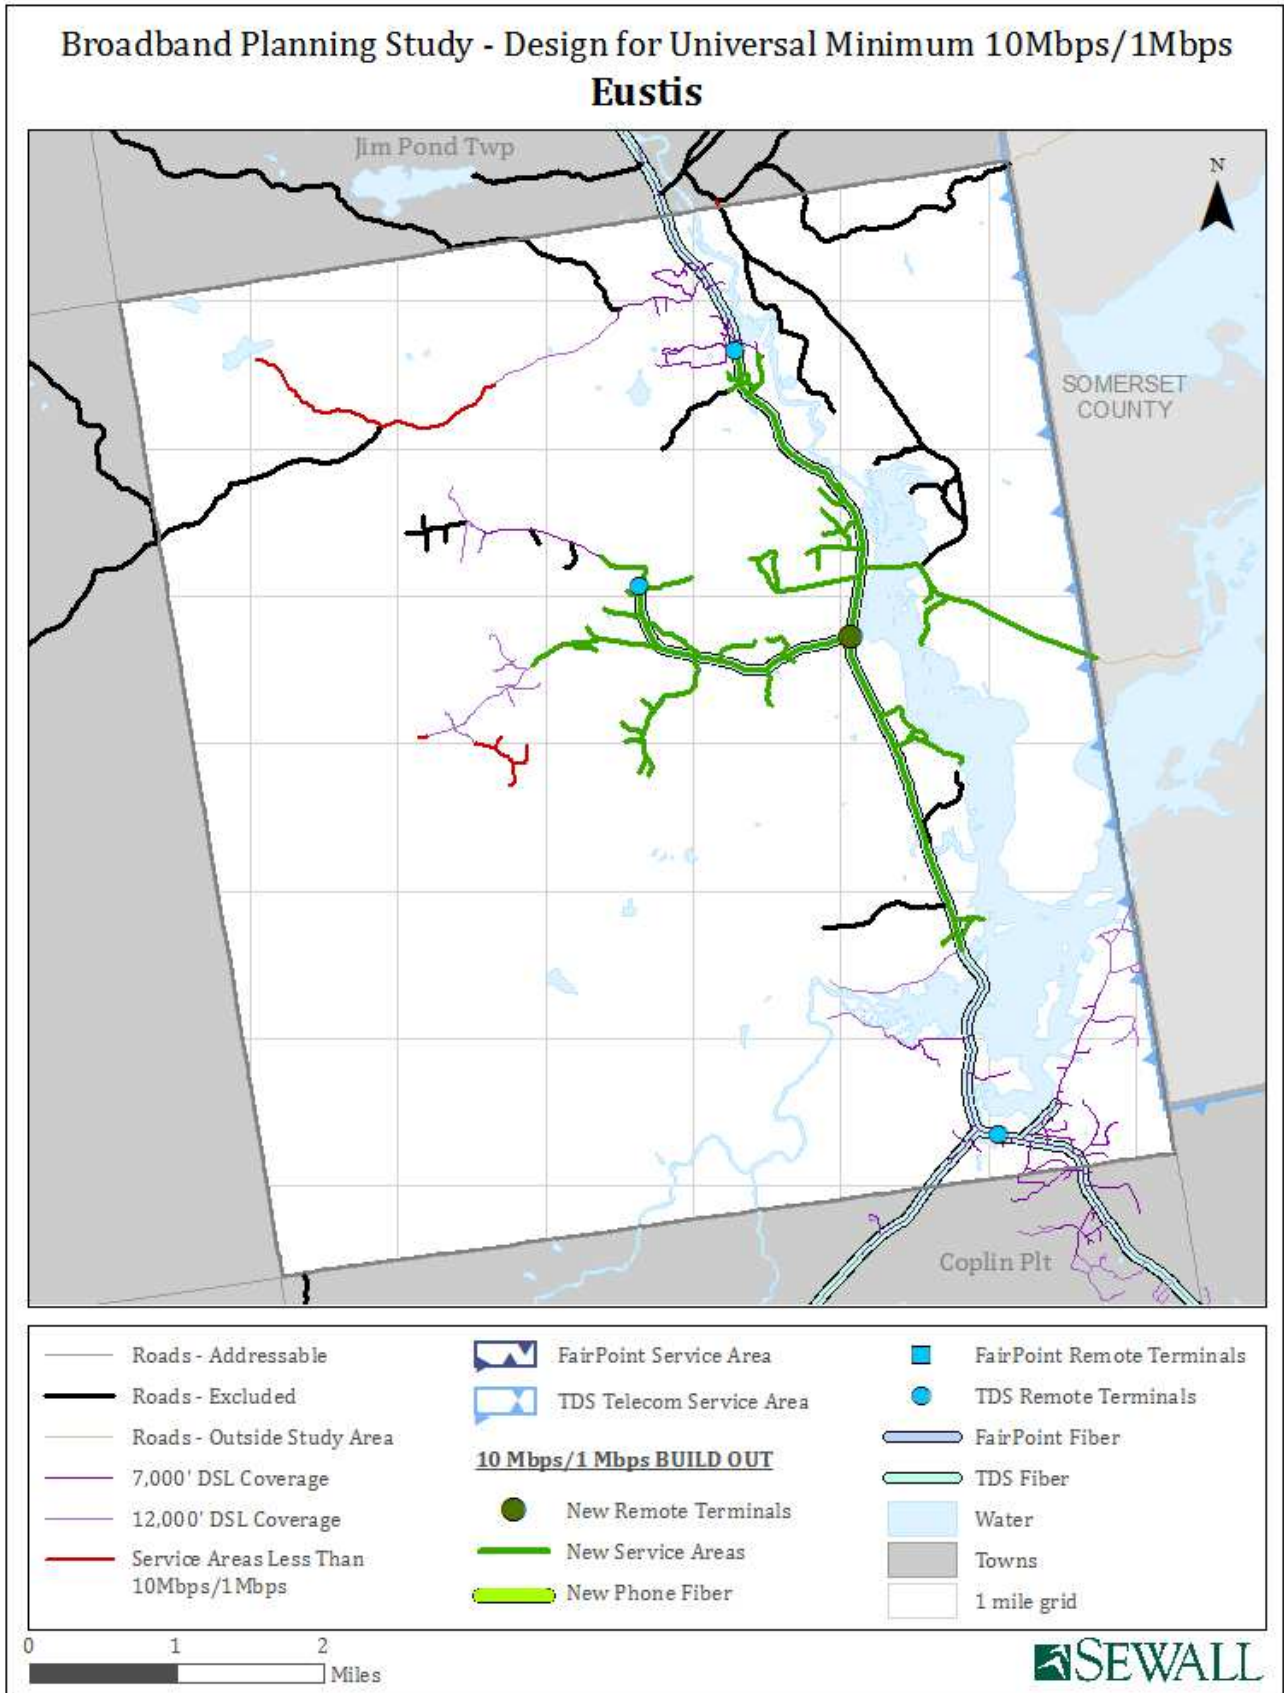 Broadband Planning Study - Design for Universal Minimum 10Mbps/1Mbps
Eustis
Jim Pond Twp
N
SOMERSET
COUNTY
Coplin Plt
Roads - Addressable
Roads - Excluded
Roads - Outside Study Area
7,000' DSL Coverage
12,000' DSL Coverage
Service Areas Less Than
10Mbps/1Mbps
FairPoint Service Area
TDS Telecom Service Area
10 Mbps/1 Mbps BUILD OUT
New Remote Terminals
New Service Areas
New Phone Fiber
FairPoint Remote Terminals
TDS Remote Terminals
FairPoint Fiber
TDS Fiber
Water
Towns
1 mile grid
0 1 2
Miles
SEWALL